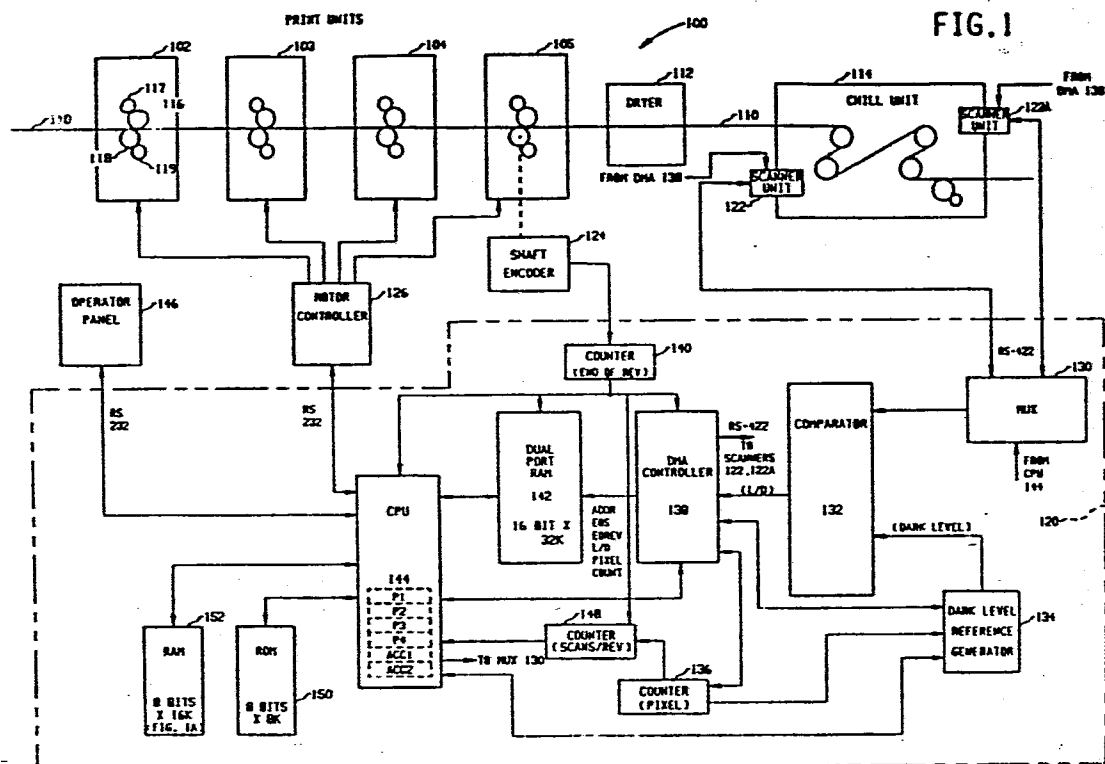 FIG.1
PRINT UNITS
100
102
103
104
105
112
114
117
116
118
119
110
DRYER
110
CHILL UNIT
FROM
DMA 138
122A
SCANNER
UNIT
FROM DMA 138
SCANNER
UNIT
122
124
SHAFT
ENCODER
OPERATOR
PANEL
146
MOTOR
CONTROLLER
126
COUNTER
(END OF REV)
140
RS-422
130
MUX
FROM
CPU
144
120
RS
232
RS
232
CPU
144
P1
P2
P3
P4
ACC1
ACC2
DUAL
PORT
RAM
142
16 BIT X
32K
ADDR
EOS
EOREV
L/D
PIXEL
COUNT
DMA
CONTROLLER
138
RS-422
TO
SCANNERS
122,122A
(L/D)
COMPARATOR
132
(DARK LEVEL)
DARK LEVEL
REFERENCE
GENERATOR
134
148
COUNTER
(SCANS/REV)
TO MUX 130
136
COUNTER
(PIXEL)
152
RAM
8 BITS
X 16K
(FIG. 1A)
ROM
8 BITS
X 8K
150